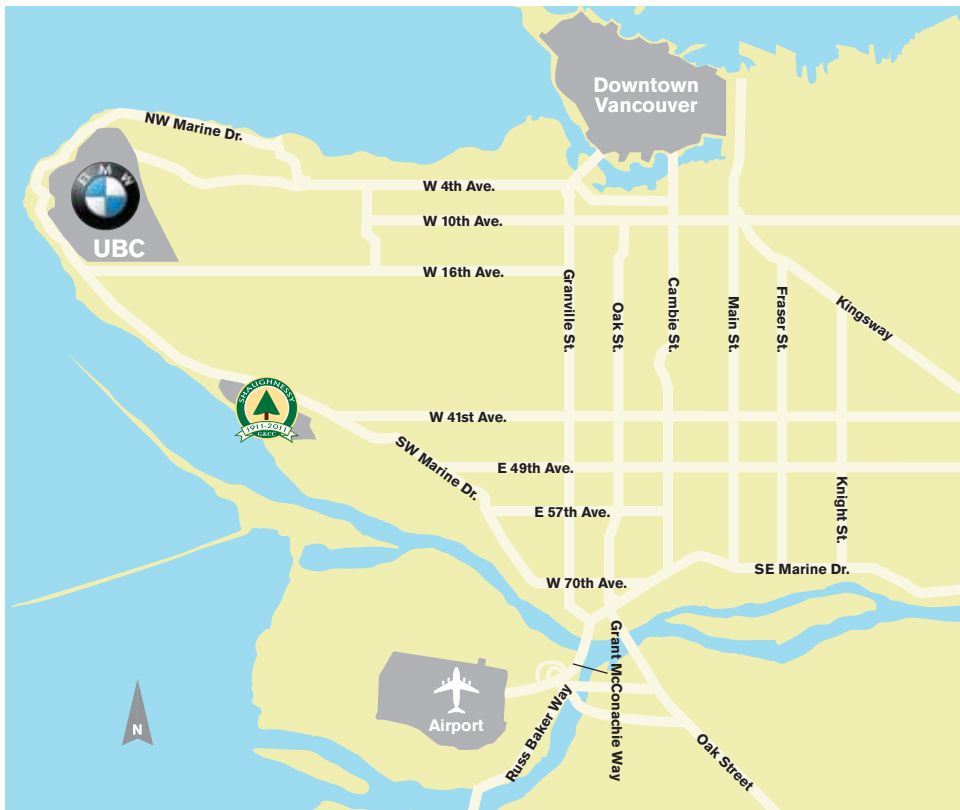 Downtown
Vancouver
NW Marine Dr.
BMW
UBC
W 4th Ave.
W 10th Ave.
W 16th Ave.
Granville St.
Oak St.
Cambie St.
Main St.
Fraser St.
Kingsway
SHAUGHNESSY
1911-2011
G&CC
W 41st Ave.
SW Marine Dr.
E 49th Ave.
Knight St.
E 57th Ave.
W 70th Ave.
SE Marine Dr.
Grant McConachie Way
Airport
Russ Baker Way
Oak Street
N